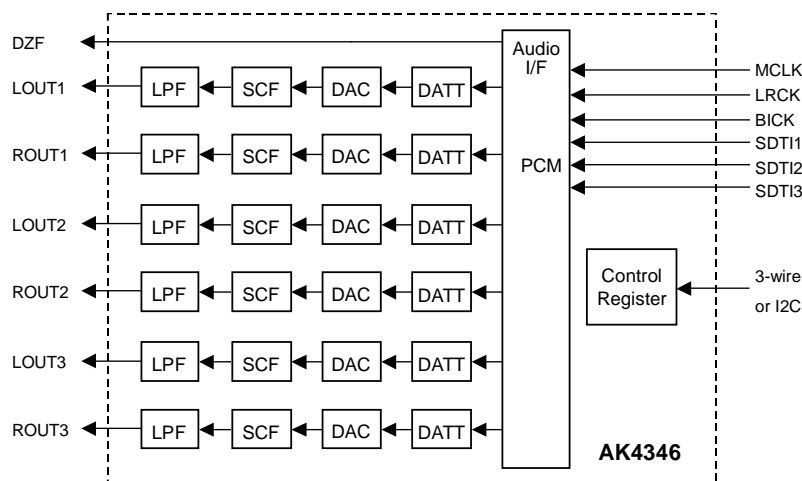 DZF
Audio
I/F
MCLK
LOUT1
LPF
SCF
DAC
DATT
LRCK
BICK
SDTI1
ROUT1
LPF
SCF
DAC
DATT
PCM
SDTI2
SDTI3
LOUT2
LPF
SCF
DAC
DATT
ROUT2
LPF
SCF
DAC
DATT
Control
Register
3-wire
or I2C
LOUT3
LPF
SCF
DAC
DATT
ROUT3
LPF
SCF
DAC
DATT
AK4346